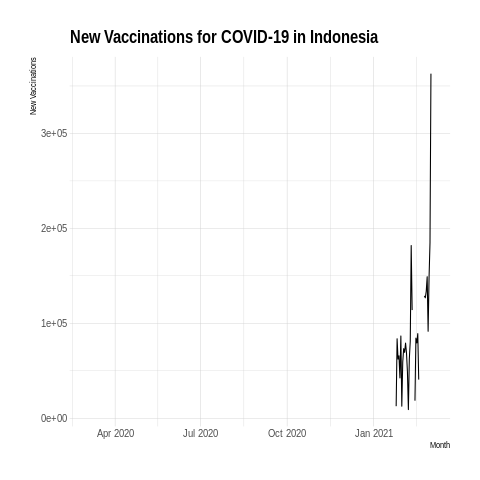 New Vaccinations for COVID-19 in Indonesia
New Vaccinations
3e+05
2e+05
1e+05
0e+00
Apr 2020 Jul 2020 Oct 2020 Jan 2021
Month